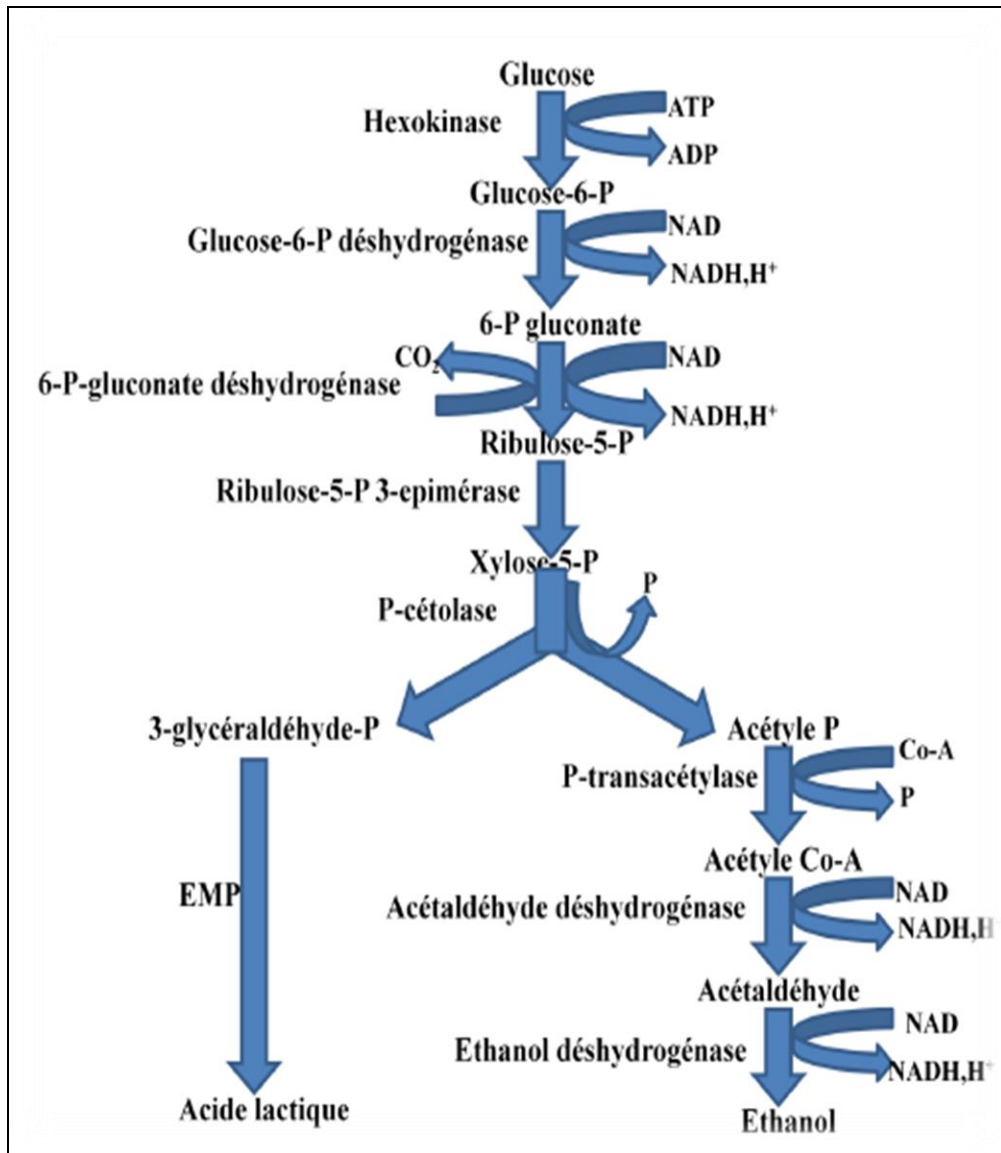 Glucose
Hexokinase
ATP
ADP
Glucose-6-P
Glucose-6-P déshydrogénase
NAD
NADH,H⁺
6-P gluconate
CO₂
NAD
6-P-gluconate déshydrogénase
NADH,H⁺
Ribulose-5-P
Ribulose-5-P 3-epimérase
Xylose-5-P
P
P-cétolase
3-glycéraldéhyde-P
Acétyle P
Co-A
P-transacétylase
P
Acétyle Co-A
EMP
NAD
Acétaldéhyde déshydrogénase
NADH,H⁺
Acétaldéhyde
NAD
Ethanol déshydrogénase
NADH,H⁺
Acide lactique
Ethanol